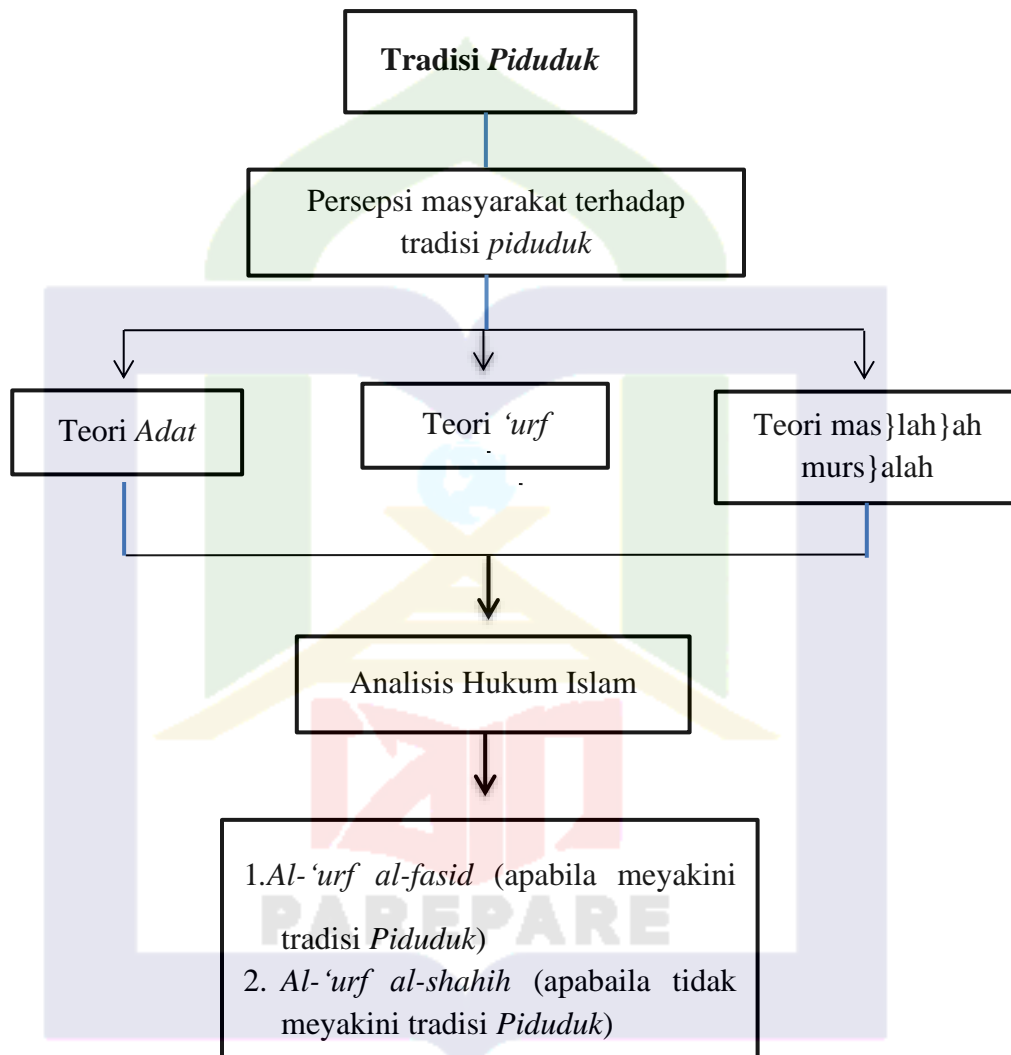 Tradisi Piduduk
Persepsi masyarakat terhadap
tradisi piduduk
Teori Adat
Teori ‘urf
Teori mas}lah}ah
murs}alah
Analisis Hukum Islam
1.Al-‘urf al-fasid (apabila meyakini
tradisi Piduduk)
2. Al-‘urf al-shahih (apabaila tidak
meyakini tradisi Piduduk)
PAREPARE